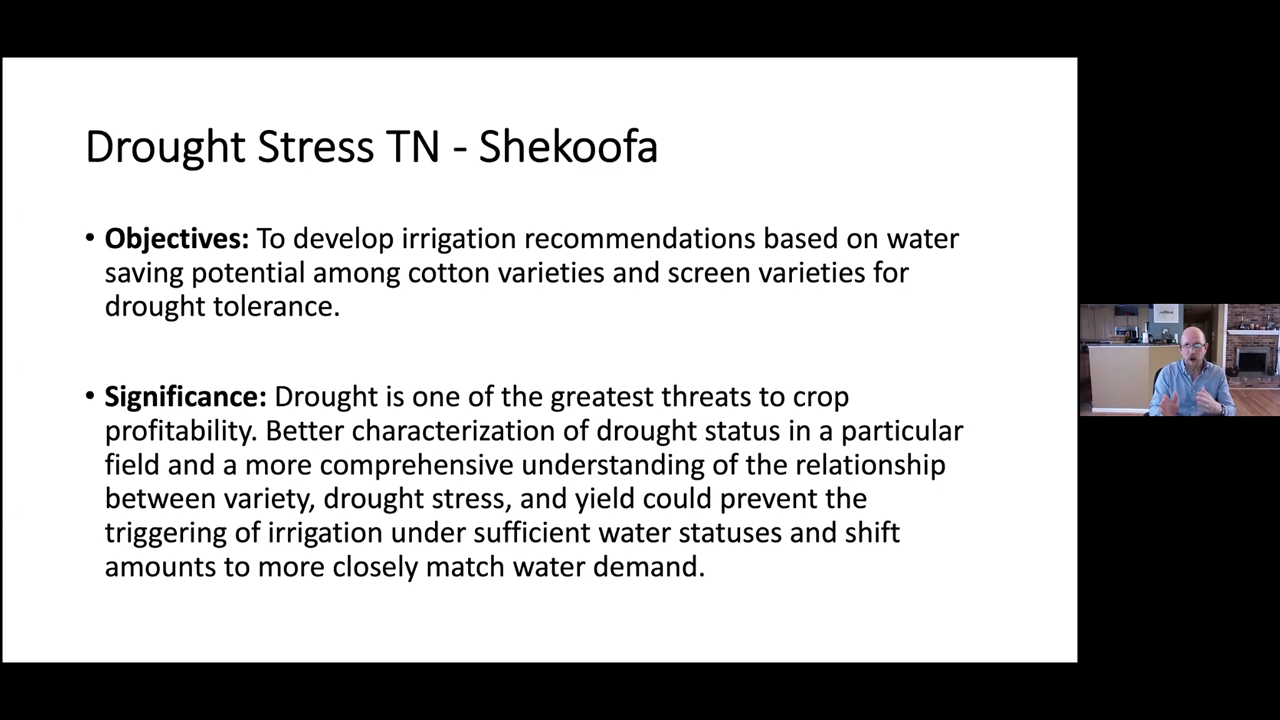 Drought Stress TN - Shekoofa
• Objectives: To develop irrigation recommendations based on water
saving potential among cotton varieties and screen varieties for
drought tolerance.
• Significance: Drought is one of the greatest threats to crop
profitability. Better characterization of drought status in a particular
field and a more comprehensive understanding of the relationship
between variety, drought stress, and yield could prevent the
triggering of irrigation under sufficient water statuses and shift
amounts to more closely match water demand.